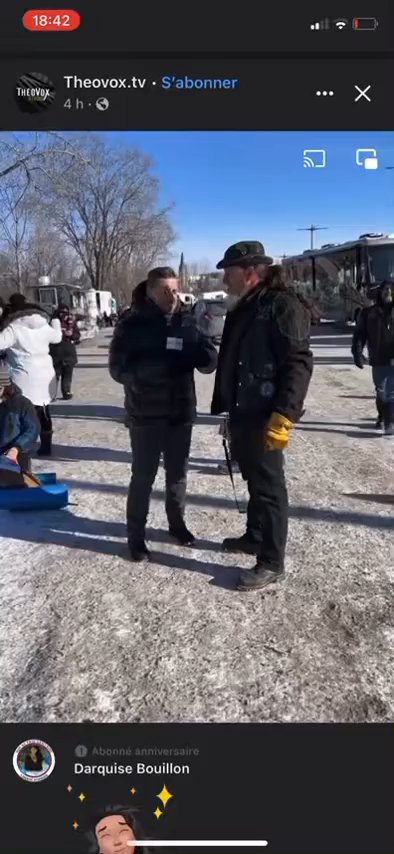 18:42
THEOVOX
Theovox.tv · S'abonner
4 h ·
Abonné anniversaire
Darquise Bouillon